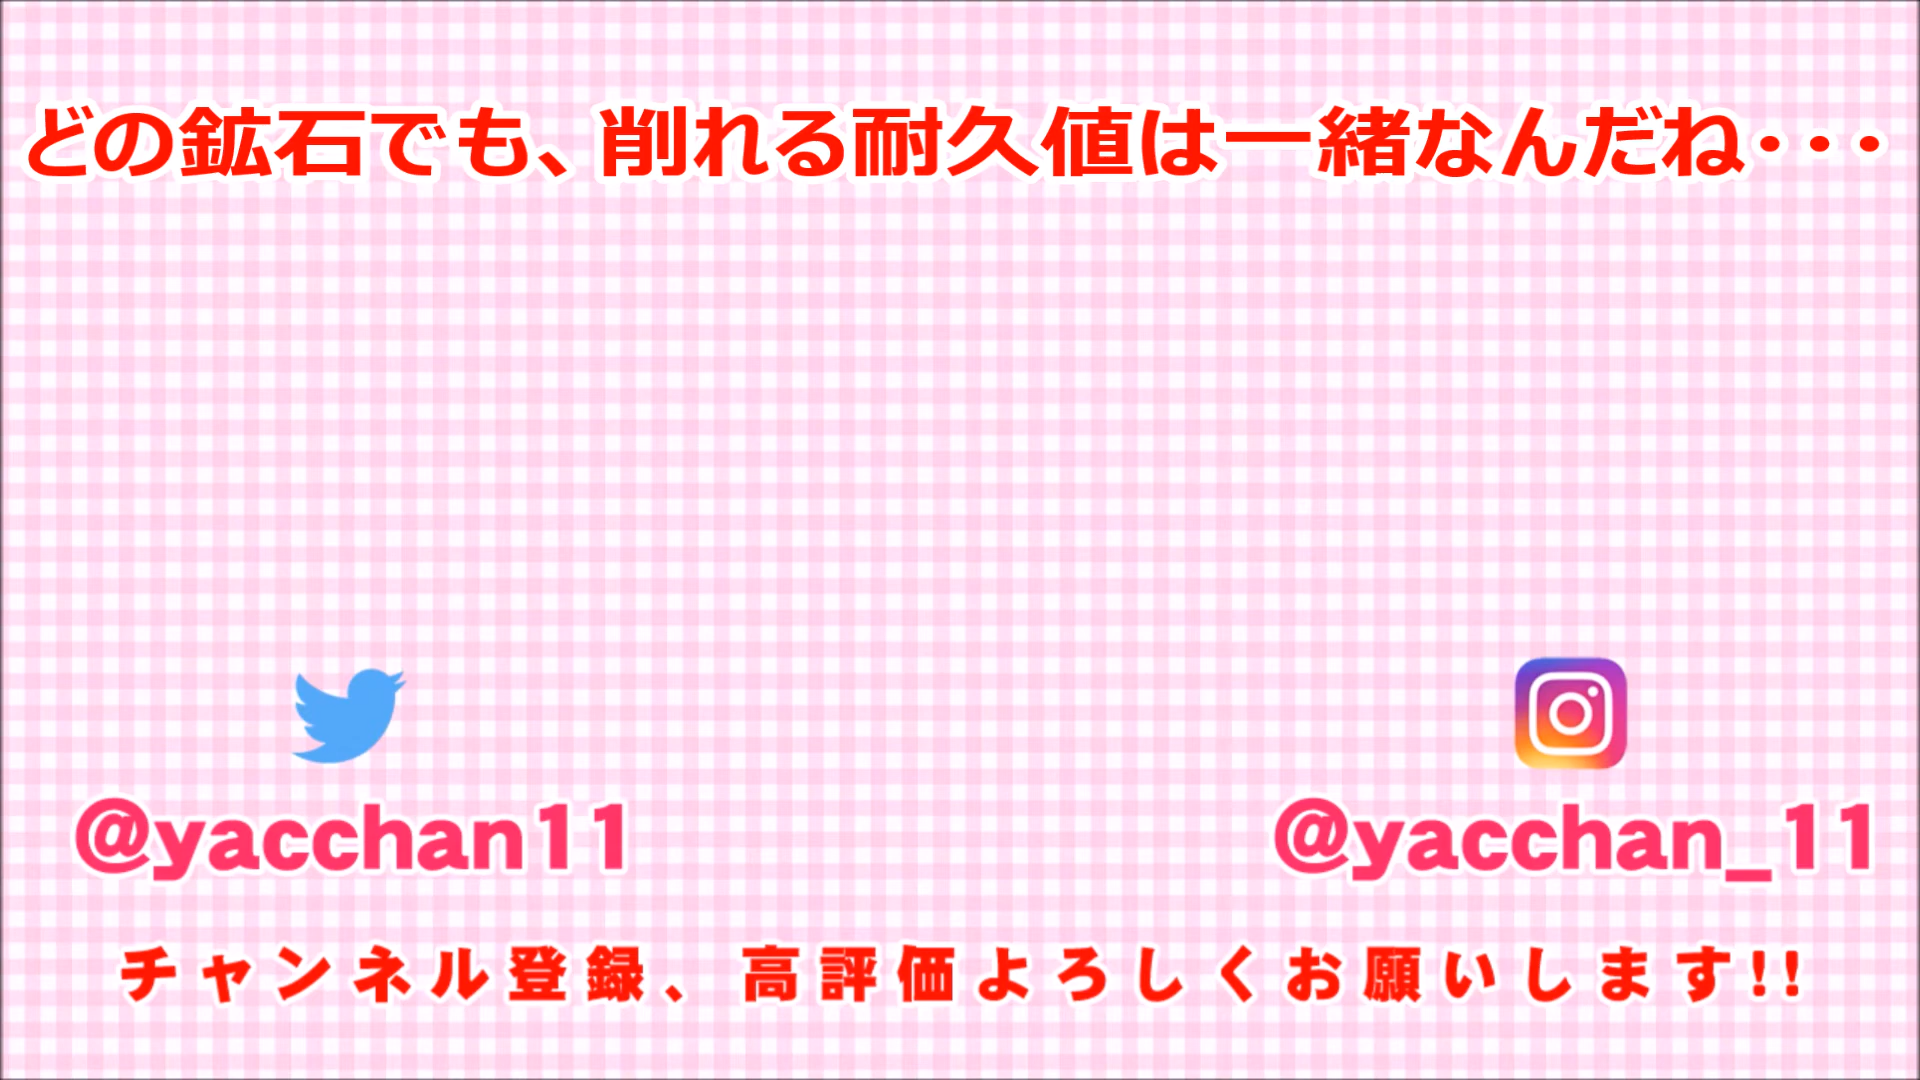 どの鉱石でも、削れる耐久値は一緒なんだね・・・
@yacchan11
@yacchan_11
チャンネル登録、高評価よろしくお願いします!!